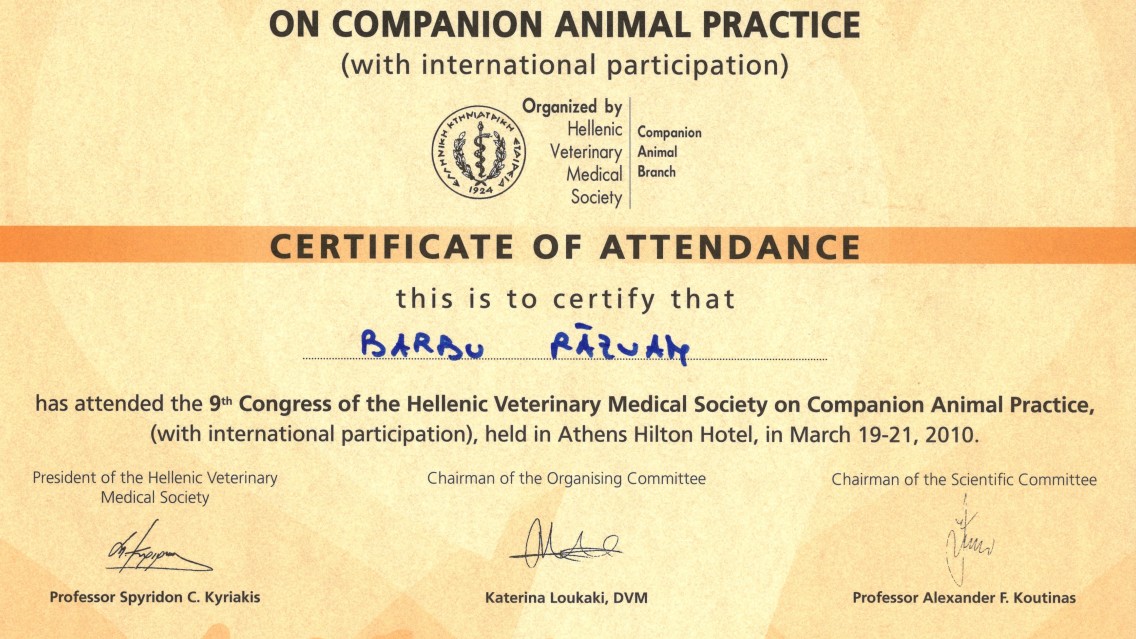 ON COMPANION ANIMAL PRACTICE
(with international participation)
ΕΛΛΗΝΙΚΗ ΚΤΗΝΙΑΤΡΙΚΗ ΕΤΑΙΡΕΙΑ
1924
Organized by
Hellenic
Veterinary
Medical
Society
Companion
Animal
Branch
CERTIFICATE OF ATTENDANCE
this is to certify that
BARBU RĂZVAN
has attended the 9th Congress of the Hellenic Veterinary Medical Society on Companion Animal Practice,
(with international participation), held in Athens Hilton Hotel, in March 19-21, 2010.
President of the Hellenic Veterinary
Medical Society
Chairman of the Organising Committee
Chairman of the Scientific Committee
Professor Spyridon C. Kyriakis
Katerina Loukaki, DVM
Professor Alexander F. Koutinas